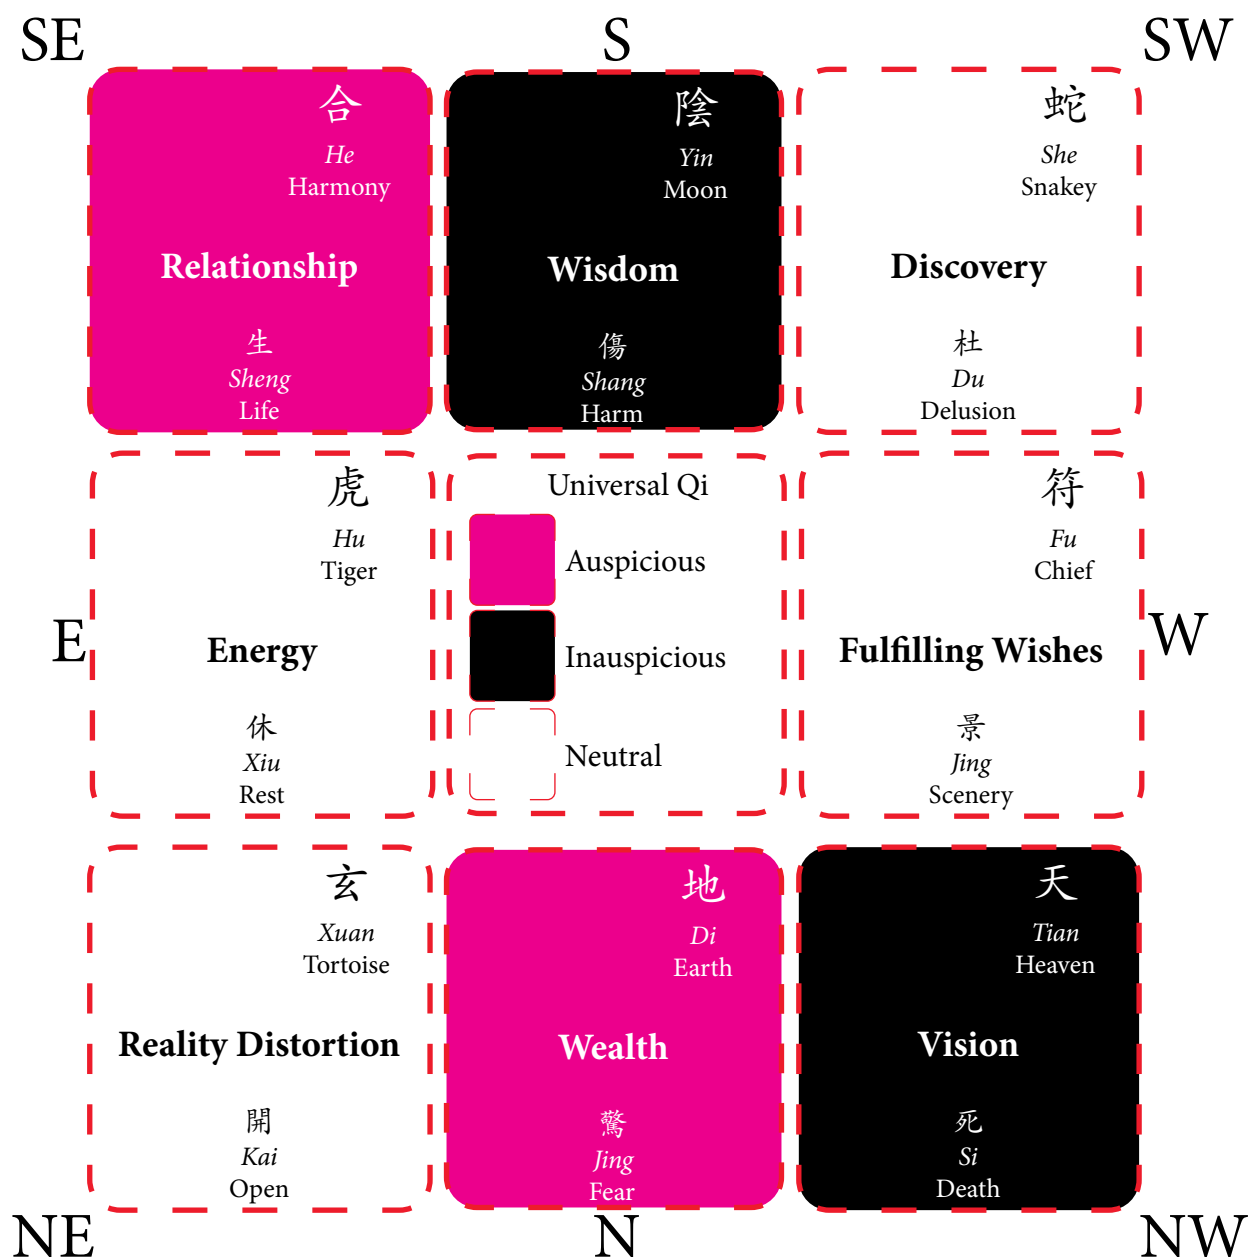 SE
S
SW
合
He
Harmony
Relationship
生
Sheng
Life
陰
Yin
Moon
Wisdom
傷
Shang
Harm
蛇
She
Snakey
Discovery
杜
Du
Delusion
E
虎
Hu
Tiger
Energy
休
Xiu
Rest
Universal Qi
Auspicious
Inauspicious
Neutral
符
Fu
Chief
Fulfilling Wishes
景
Jing
Scenery
W
玄
Xuan
Tortoise
Reality Distortion
開
Kai
Open
地
Di
Earth
Wealth
驚
Jing
Fear
天
Tian
Heaven
Vision
死
Si
Death
NE
N
NW